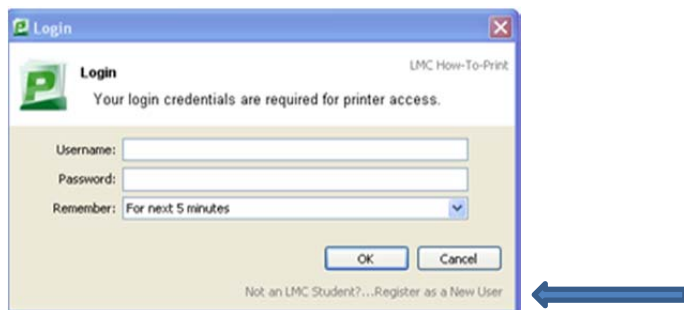 Login
LMC How-To-Print
Login
Your login credentials are required for printer access.
Username:
Password:
Remember: For next 5 minutes
OK Cancel
Not an LMC Student?...Register as a New User